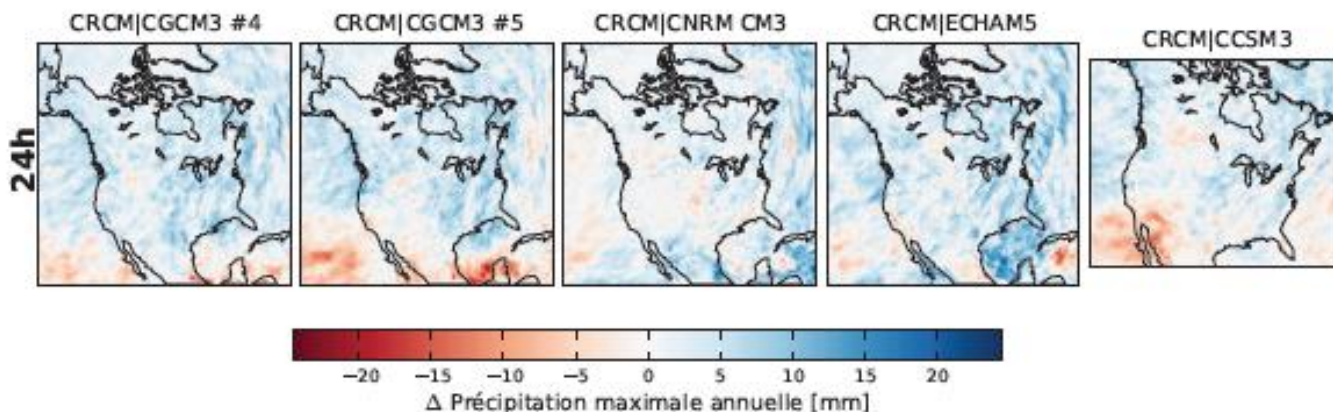 CRCM|CGCM3 #4 CRCM|CGCM3 #5 CRCM|CNRM CM3 CRCM|ECHAM5 CRCM|CCSM3
24h
−20 −15 −10 −5 0 5 10 15 20
Δ Précipitation maximale annuelle [mm]